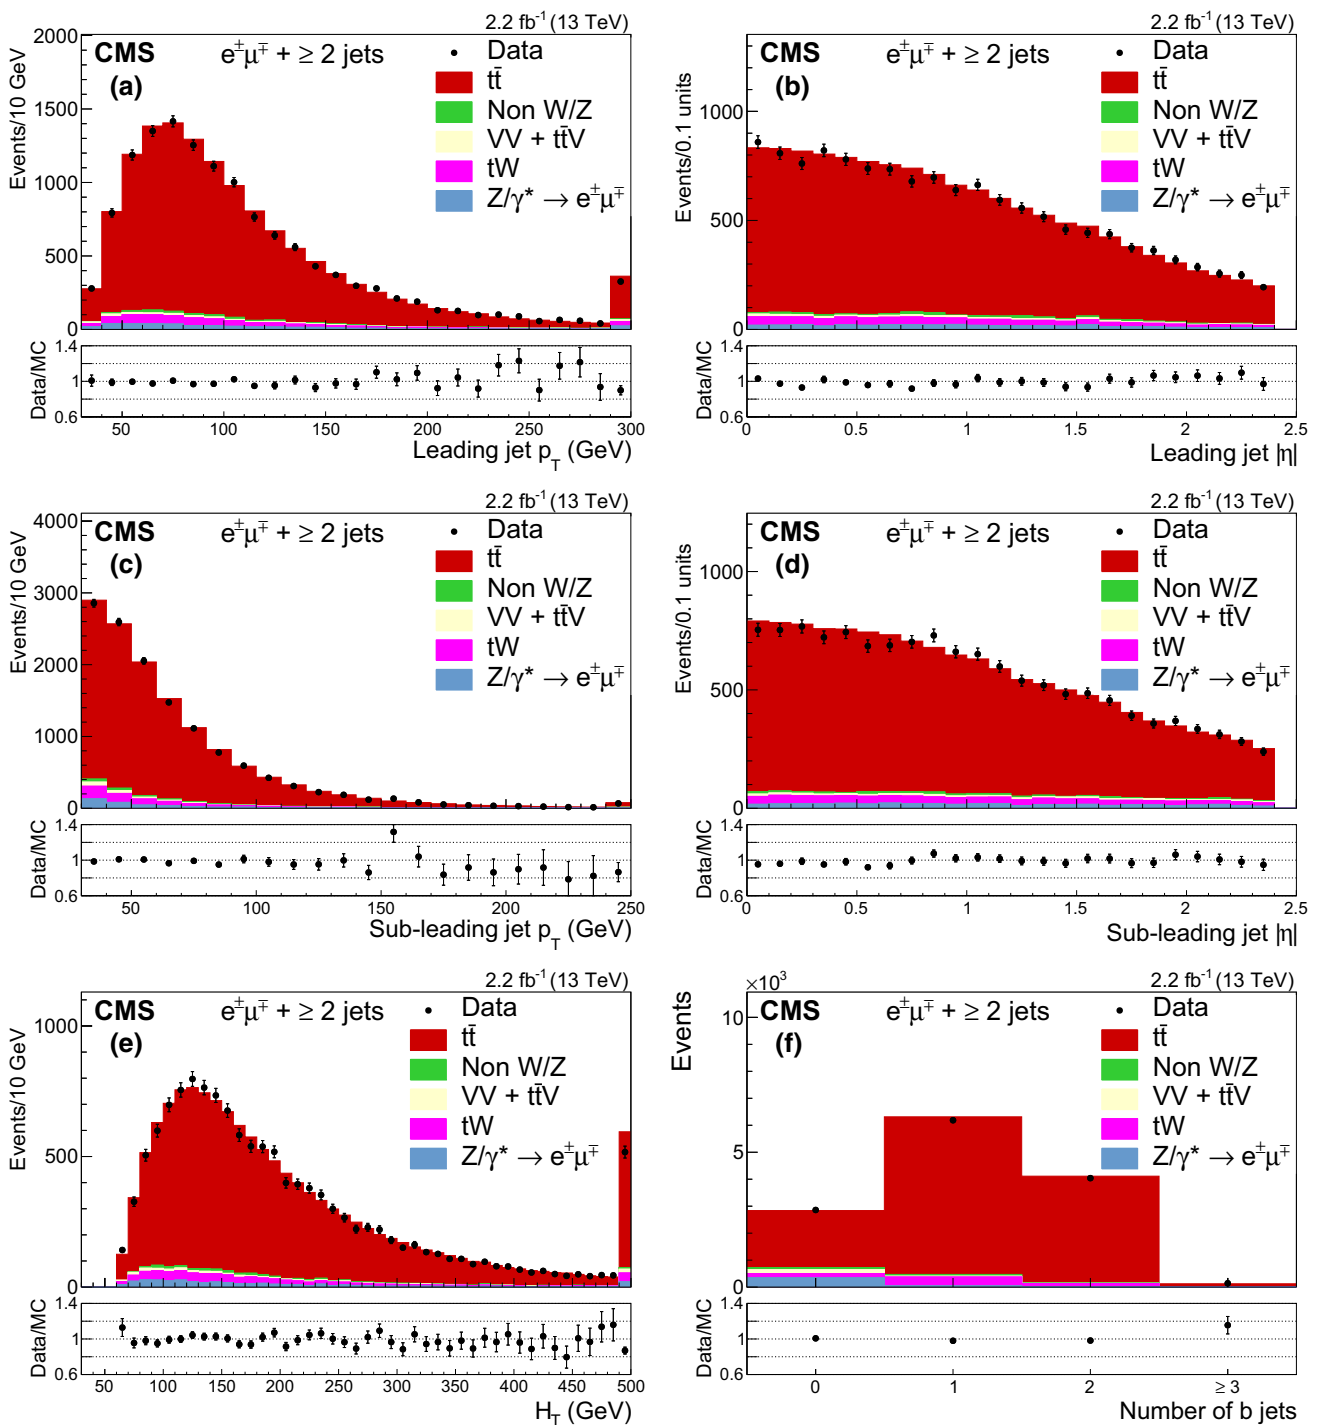 2.2 fb⁻¹ (13 TeV)
CMS e±μ∓ + ≥ 2 jets
(a)
Data
tt̄
Non W/Z
VV + tt̄V
tW
Z/γ* → e±μ∓
Events/10 GeV
2000
1500
1000
500
0
Data/MC
1.4
1
0.6
50 100 150 200 250 300
Leading jet p_T (GeV)
2.2 fb⁻¹ (13 TeV)
CMS e±μ∓ + ≥ 2 jets
(b)
Data
tt̄
Non W/Z
VV + tt̄V
tW
Z/γ* → e±μ∓
Events/0.1 units
1000
500
0
Data/MC
1.4
1
0.6
0 0.5 1 1.5 2 2.5
Leading jet |η|
2.2 fb⁻¹ (13 TeV)
CMS e±μ∓ + ≥ 2 jets
(c)
Data
tt̄
Non W/Z
VV + tt̄V
tW
Z/γ* → e±μ∓
Events/10 GeV
4000
3000
2000
1000
0
Data/MC
1.4
1
0.6
50 100 150 200 250
Sub-leading jet p_T (GeV)
2.2 fb⁻¹ (13 TeV)
CMS e±μ∓ + ≥ 2 jets
(d)
Data
tt̄
Non W/Z
VV + tt̄V
tW
Z/γ* → e±μ∓
Events/0.1 units
1000
500
0
Data/MC
1.4
1
0.6
0 0.5 1 1.5 2 2.5
Sub-leading jet |η|
2.2 fb⁻¹ (13 TeV)
CMS e±μ∓ + ≥ 2 jets
(e)
Data
tt̄
Non W/Z
VV + tt̄V
tW
Z/γ* → e±μ∓
Events/10 GeV
1000
500
0
Data/MC
1.4
1
0.6
50 100 150 200 250 300 350 400 450 500
H_T (GeV)
×10³ 2.2 fb⁻¹ (13 TeV)
CMS e±μ∓ + ≥ 2 jets
(f)
Data
tt̄
Non W/Z
VV + tt̄V
tW
Z/γ* → e±μ∓
Events
10
5
0
Data/MC
1.4
1
0.6
0 1 2 ≥ 3
Number of b jets